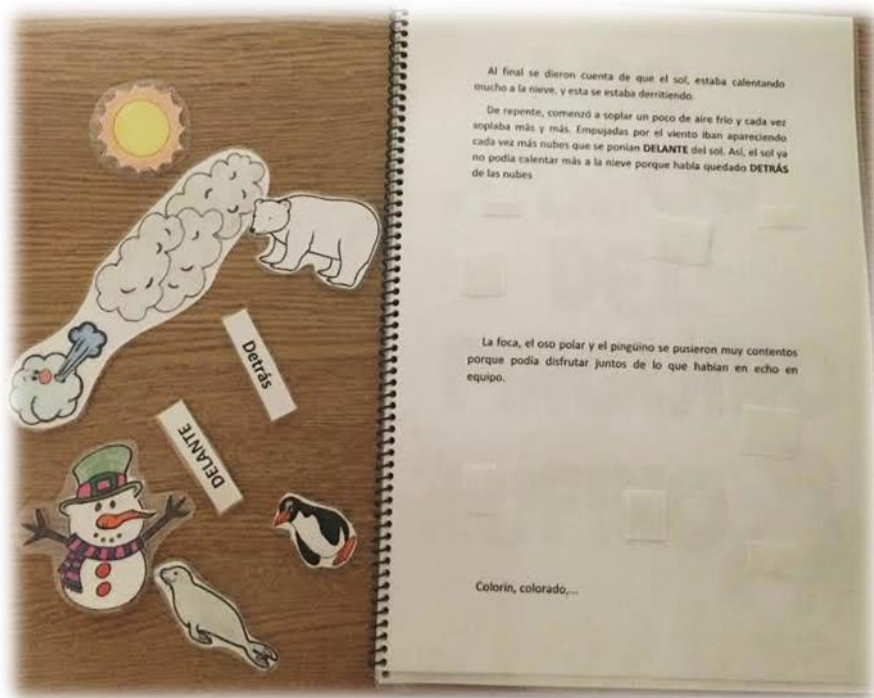 Al final se dieron cuenta de que el sol, estaba calentando
mucho a la nieve, y esta se estaba derritiendo.
De repente, comenzó a soplar un poco de aire frio y cada vez
soplaba más y más. Empujadas por el viento iban apareciendo
cada vez más nubes que se ponían DELANTE del sol. Así, el sol ya
no podía calentar más a la nieve porque había quedado DETRÁS
de las nubes
La foca, el oso polar y el pingüino se pusieron muy contentos
porque podía disfrutar juntos de lo que habían en echo en
equipo.
Colorín, colorado,...
Detrás
DELANTE